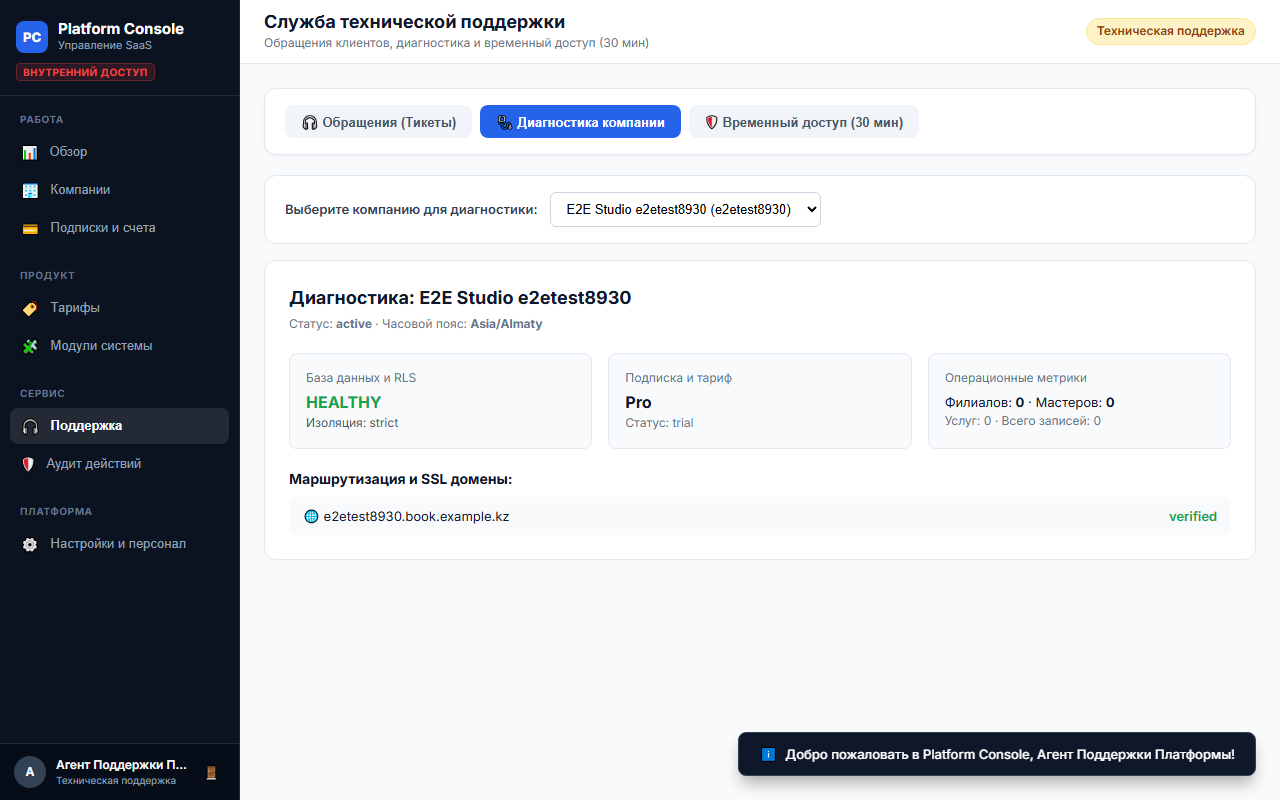 PC
Platform Console
Управление SaaS
ВНУТРЕННИЙ ДОСТУП
РАБОТА
Обзор
Компании
Подписки и счета
ПРОДУКТ
Тарифы
Модули системы
СЕРВИС
Поддержка
Аудит действий
ПЛАТФОРМА
Настройки и персонал
A
Агент Поддержки П...
Техническая поддержка
Служба технической поддержки
Обращения клиентов, диагностика и временный доступ (30 мин)
Техническая поддержка
Обращения (Тикеты)
Диагностика компании
Временный доступ (30 мин)
Выберите компанию для диагностики:
E2E Studio e2etest8930 (e2etest8930)
Диагностика: E2E Studio e2etest8930
Статус: active · Часовой пояс: Asia/Almaty
База данных и RLS
HEALTHY
Изоляция: strict
Подписка и тариф
Pro
Статус: trial
Операционные метрики
Филиалов: 0 · Мастеров: 0
Услуг: 0 · Всего записей: 0
Маршрутизация и SSL домены:
e2etest8930.book.example.kz
verified
Добро пожаловать в Platform Console, Агент Поддержки Платформы!